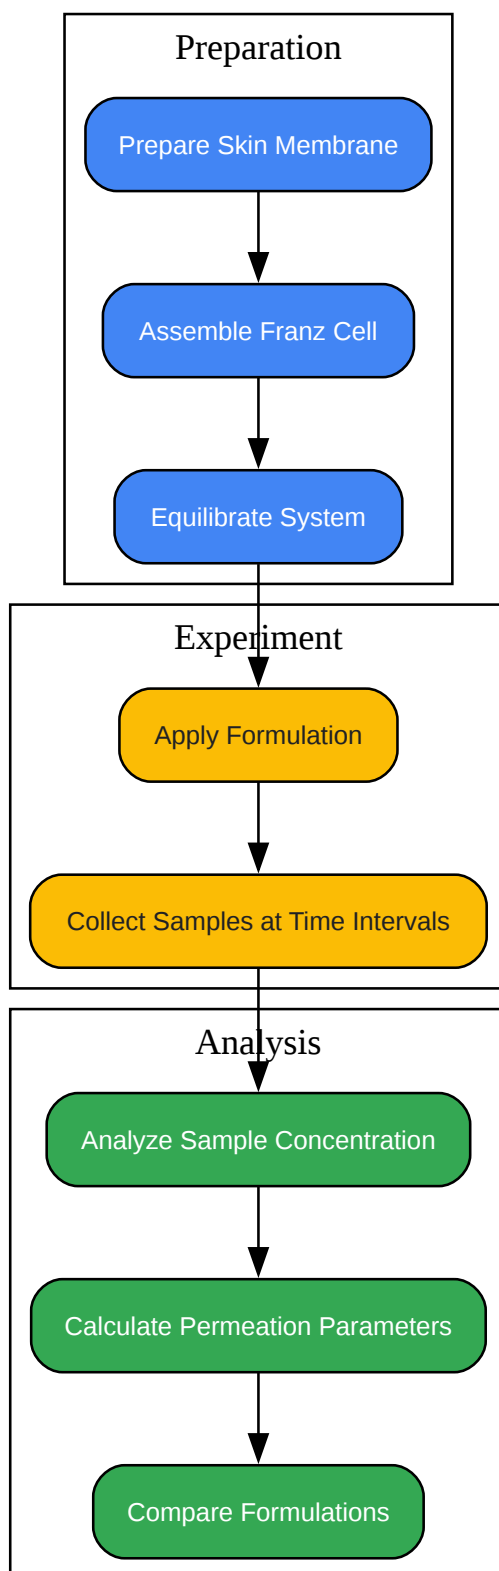 Preparation
Prepare Skin Membrane
Assemble Franz Cell
Equilibrate System
Experiment
Apply Formulation
Collect Samples at Time Intervals
Analysis
Analyze Sample Concentration
Calculate Permeation Parameters
Compare Formulations